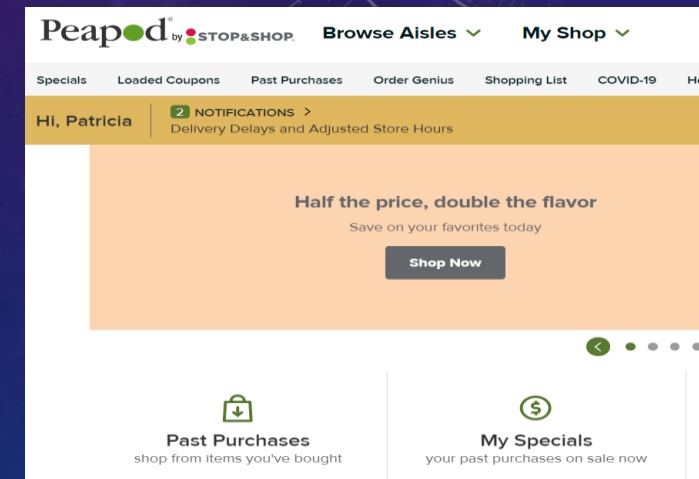 Peapod by STOP&SHOP. Browse Aisles My Shop
Specials Loaded Coupons Past Purchases Order Genius Shopping List COVID-19
Hi, Patricia
2 NOTIFICATIONS >
Delivery Delays and Adjusted Store Hours
Half the price, double the flavor
Save on your favorites today
Shop Now
Past Purchases
shop from items you've bought
My Specials
your past purchases on sale now